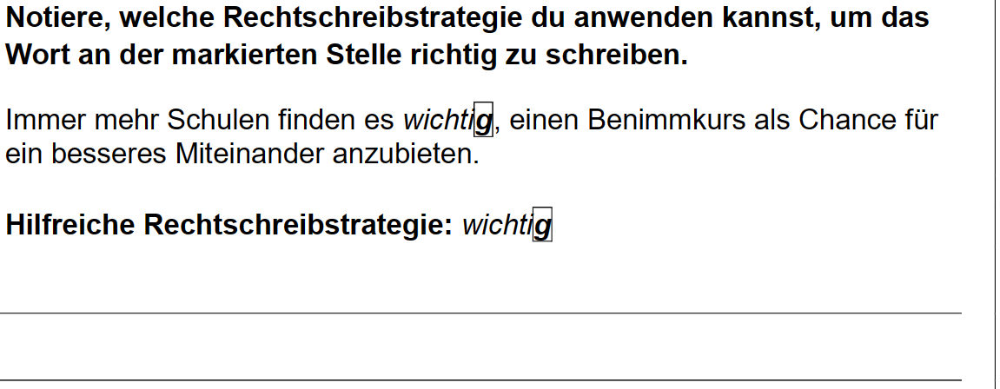 Notiere, welche Rechtschreibstrategie du anwenden kannst, um das
Wort an der markierten Stelle richtig zu schreiben.
Immer mehr Schulen finden es wichtig, einen Benimmkurs als Chance für
ein besseres Miteinander anzubieten.
Hilfreiche Rechtschreibstrategie: wichtig